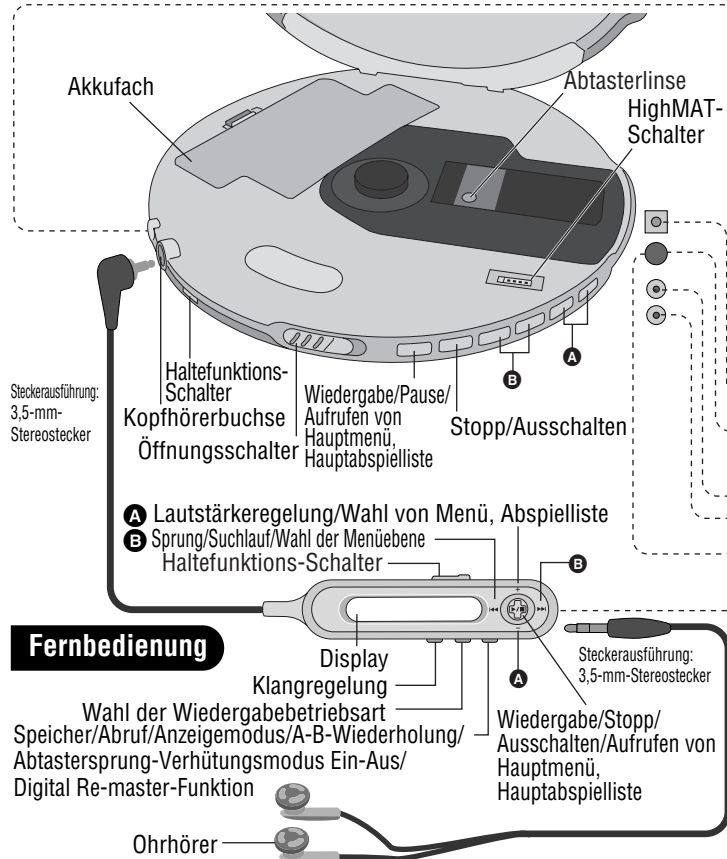 Akkufach
Abtasterlinse
HighMAT-
Schalter
A
B
Haltefunktions-
Schalter
Steckerausführung:
3,5-mm-
Stereostecker
Kopfhörerbuchse
Öffnungsschalter
Wiedergabe/Pause/
Aufrufen von
Hauptmenü,
Hauptabspielliste
Stopp/Ausschalten
A Lautstärkeregelung/Wahl von Menü, Abspielliste
B Sprung/Suchlauf/Wahl der Menüebene
Haltefunktions-Schalter
B
+
−
A
Fernbedienung
Display
Klangregelung
Wahl der Wiedergabebetriebsart
Speicher/Abruf/Anzeigemodus/A-B-Wiederholung/
Abtastersprung-Verhütungsmodus Ein-Aus/
Digital Re-master-Funktion
Steckerausführung:
3,5-mm-Stereostecker
Wiedergabe/Stopp/
Ausschalten/Aufrufen von
Hauptmenü,
Hauptabspielliste
Ohrhörer